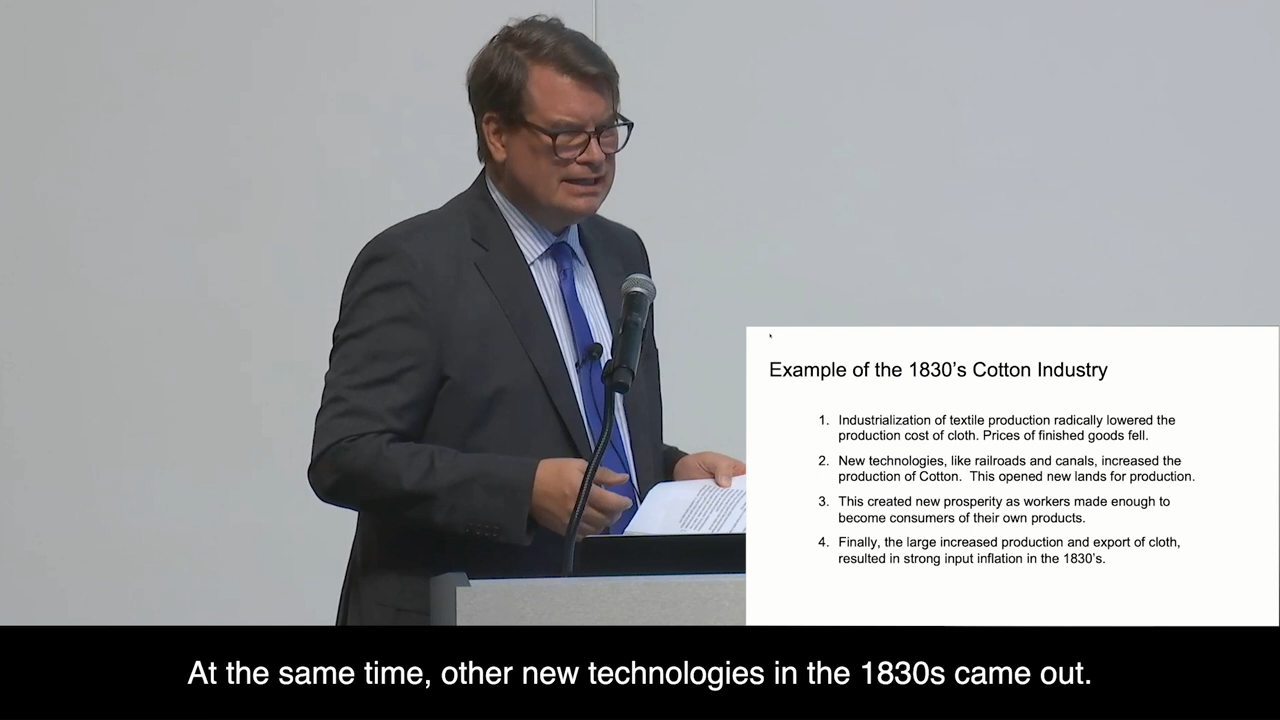 Example of the 1830's Cotton Industry
1. Industrialization of textile production radically lowered the
production cost of cloth. Prices of finished goods fell.
2. New technologies, like railroads and canals, increased the
production of Cotton.  This opened new lands for production.
3. This created new prosperity as workers made enough to
become consumers of their own products.
4. Finally, the large increased production and export of cloth,
resulted in strong input inflation in the 1830's.
At the same time, other new technologies in the 1830s came out.